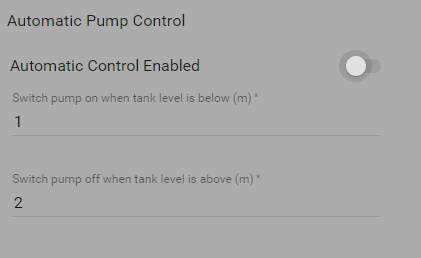 Automatic Pump Control
Automatic Control Enabled
Switch pump on when tank level is below (m) *
1
Switch pump off when tank level is above (m) *
2